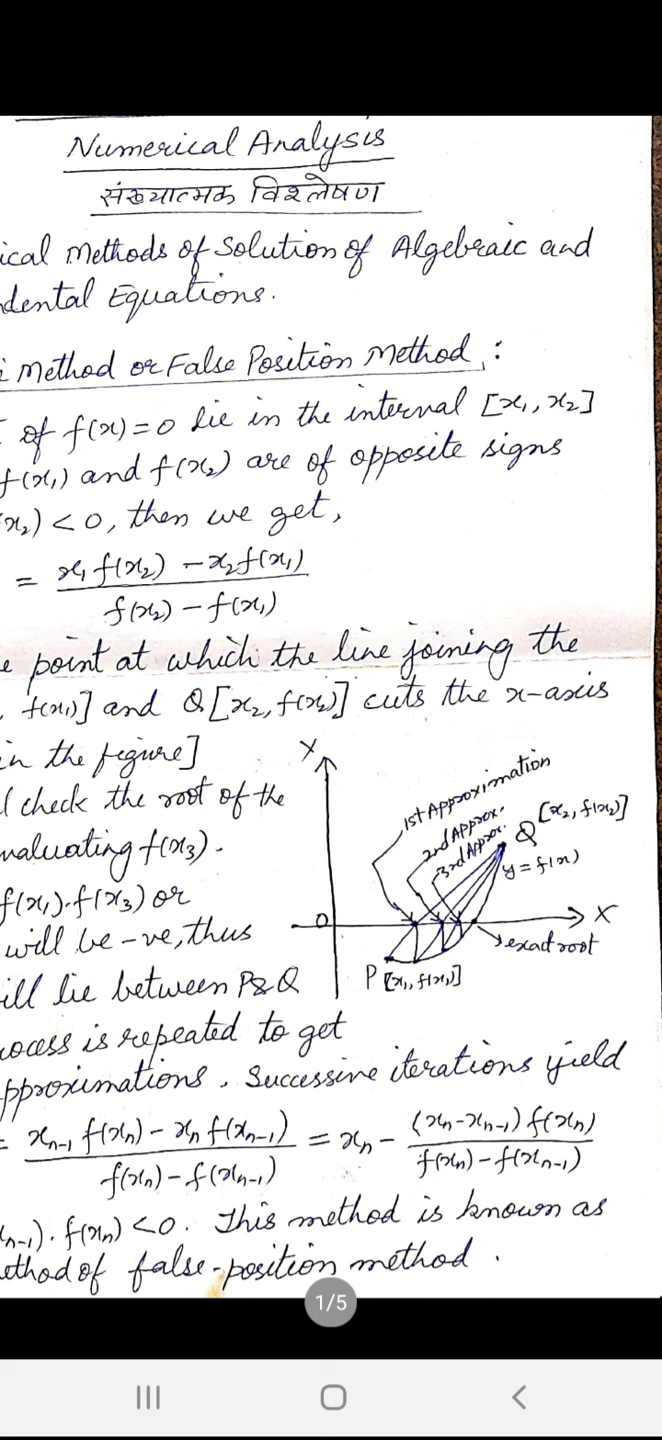 Numerical Analysis
संख्यात्मक विश्लेषण
ical Methods of Solution of Algebraic and
dental Equations.
i Method or False Position Method :
of f(x)=0 lie in the internal [x₁, x₂]
f(x₁) and f(x₂) are of opposite signs
x₂) < 0, then we get,
= x₁ f(x₂) - x₂ f(x₁)
f(x₂) - f(x₁)
e point at which the line joining the
, f(x₁)] and Q [x₂, f(x₂)] cuts the x-axis
in the figure]
l check the root of the
valuating f(x₃).
f(x₁).f(x₃) or
will be -ve, thus
ill lie between P & Q
Y
1st Approximation
2nd Approx.
3rd Approx.
Q [x₂, f(x₂)]
y = f(x)
O
X
exact root
P [x₁, f(x₁)]
ocess is repeated to get
pproximations. Successive iterations yield
= xₙ₋₁ f(xₙ) - xₙ f(xₙ₋₁) = xₙ - (xₙ-xₙ₋₁) f(xₙ)
f(xₙ) - f(xₙ₋₁) f(xₙ) - f(xₙ₋₁)
ₙ₋₁). f(xₙ) < 0. This method is known as
ethod of false-position method.
1/5